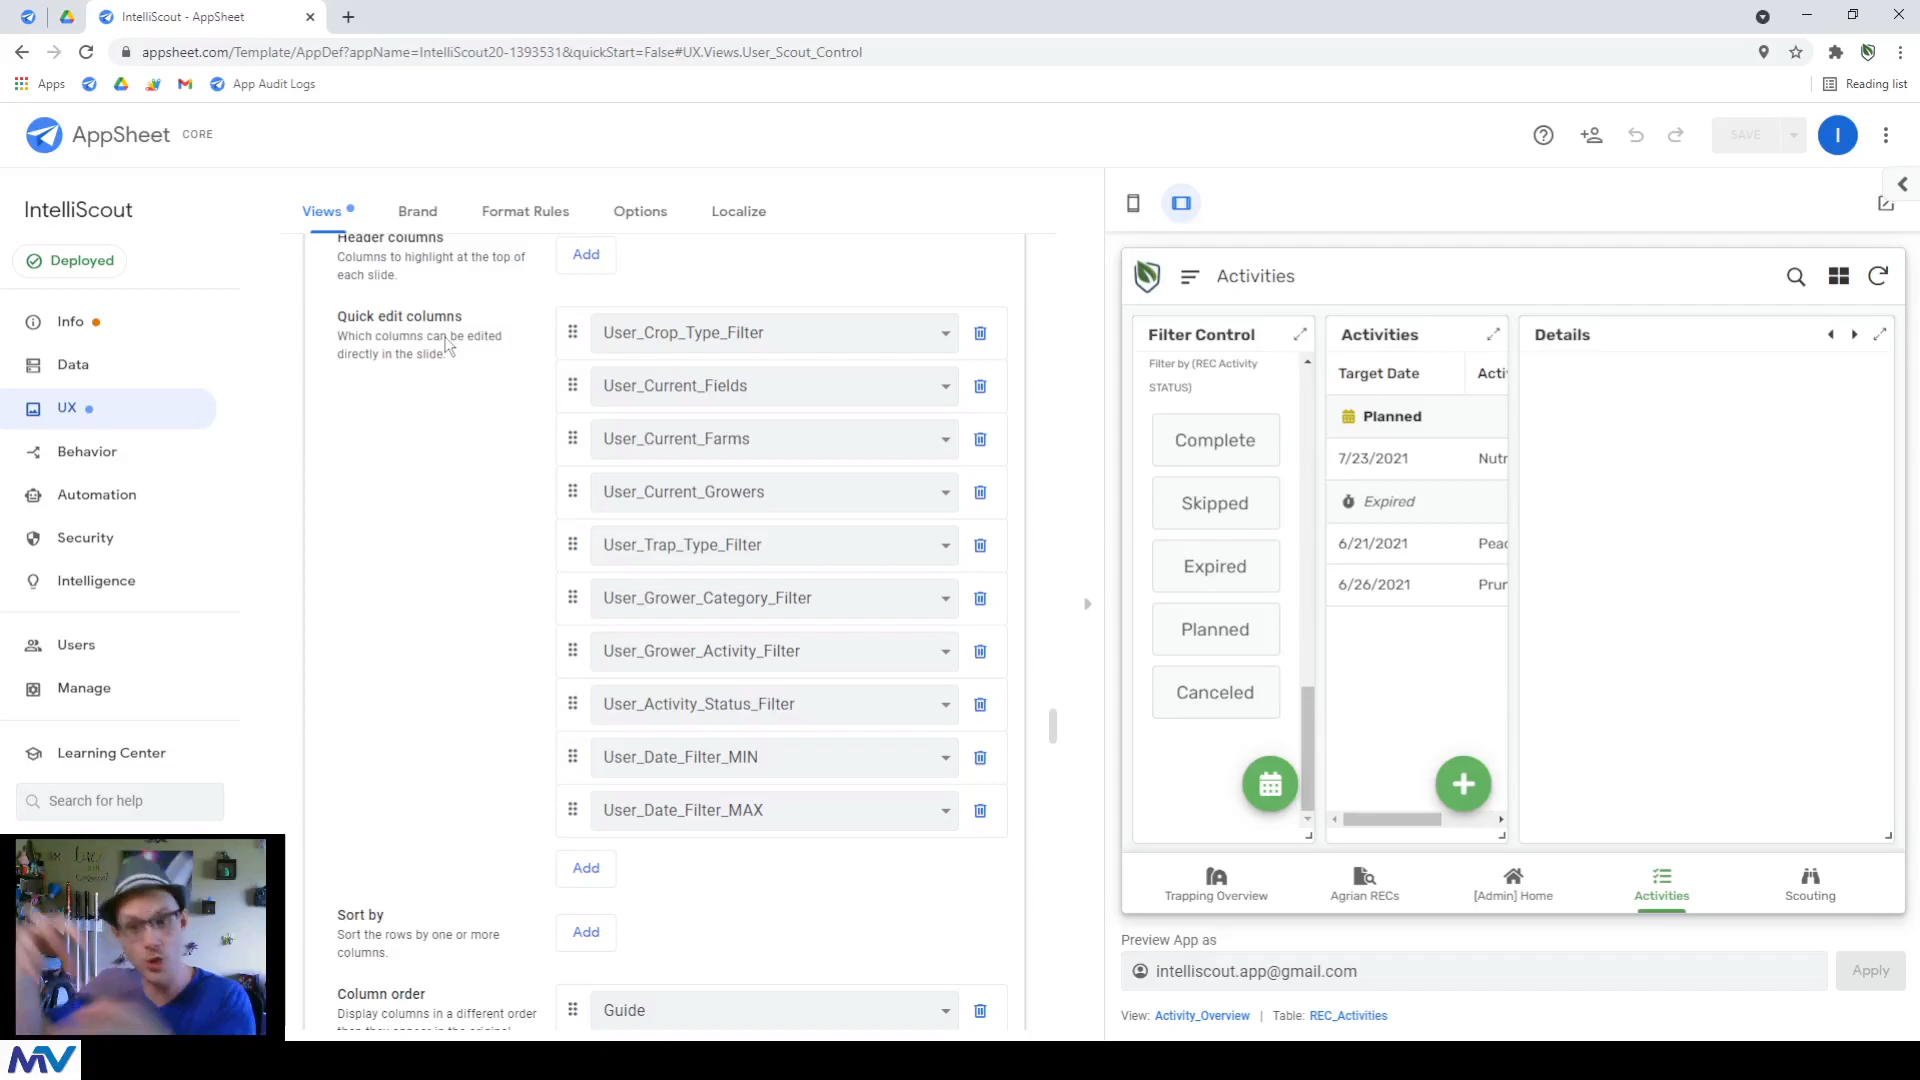 IntelliScout - AppSheet
appsheet.com/Template/AppDef?appName=IntelliScout20-1393531&quickStart=False#UX.Views.User_Scout_Control
Apps
App Audit Logs
Reading list
AppSheet CORE
SAVE
I
IntelliScout
Deployed
Info
Data
UX
Behavior
Automation
Security
Intelligence
Users
Manage
Learning Center
Search for help
Views
Brand
Format Rules
Options
Localize
Header columns
Columns to highlight at the top of
each slide.
Add
Quick edit columns
Which columns can be edited
directly in the slide.
User_Crop_Type_Filter
User_Current_Fields
User_Current_Farms
User_Current_Growers
User_Trap_Type_Filter
User_Grower_Category_Filter
User_Grower_Activity_Filter
User_Activity_Status_Filter
User_Date_Filter_MIN
User_Date_Filter_MAX
Add
Sort by
Sort the rows by one or more
columns.
Add
Column order
Display columns in a different order
than they appear in the original
Guide
Activities
Filter Control
Filter by (REC Activity
STATUS)
Complete
Skipped
Expired
Planned
Canceled
Activities
Target Date Acti
Planned
7/23/2021 Nutr
Expired
6/21/2021 Peac
6/26/2021 Prur
Details
Trapping Overview
Agrian RECs
[Admin] Home
Activities
Scouting
Preview App as
intelliscout.app@gmail.com
Apply
View: Activity_Overview | Table: REC_Activities
MV